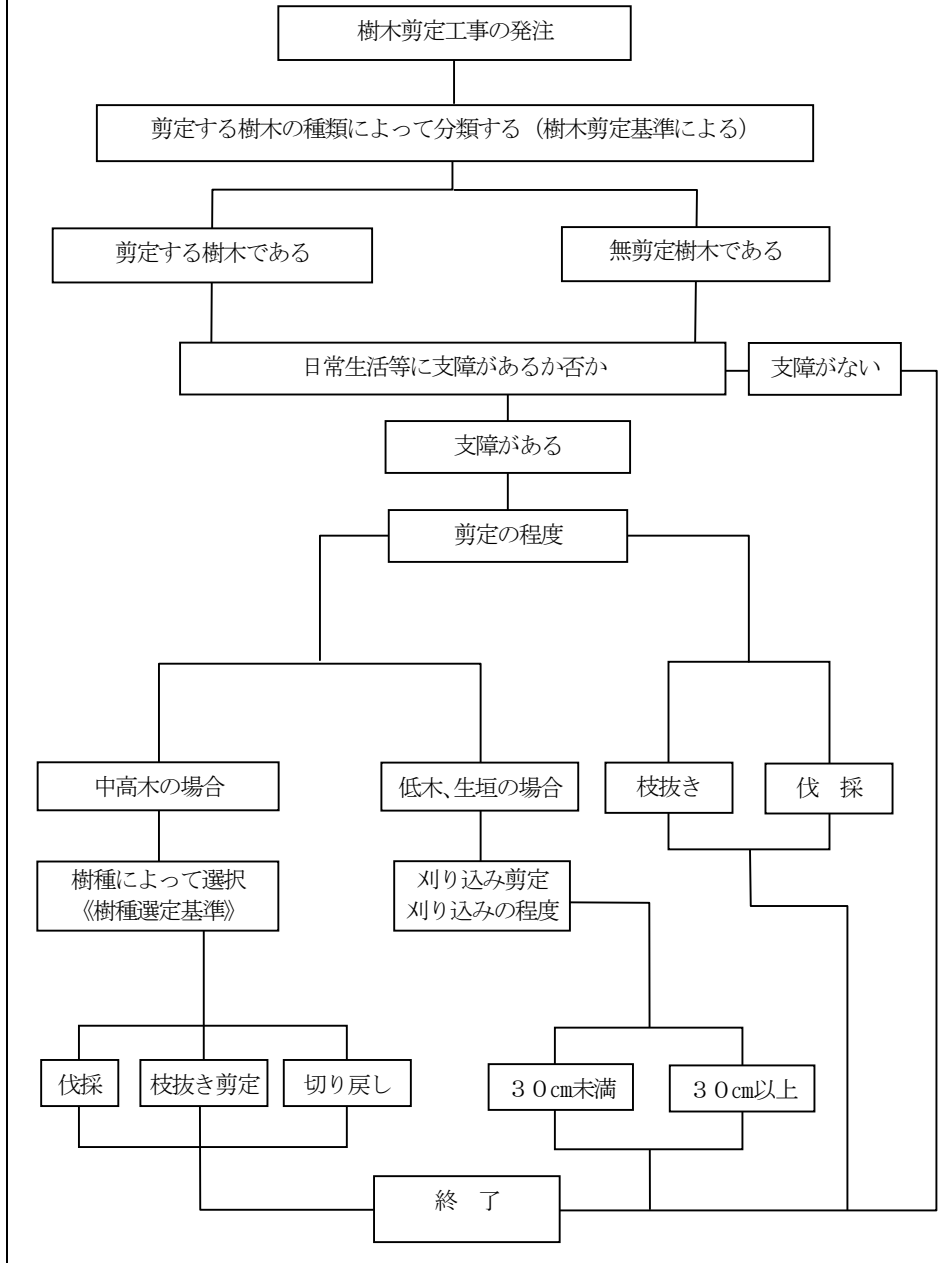 樹木剪定工事の発注
剪定する樹木の種類によって分類する（樹木剪定基準による）
剪定する樹木である
無剪定樹木である
日常生活等に支障があるか否か
支障がない
支障がある
剪定の程度
中高木の場合
低木、生垣の場合
枝抜き
伐　採
樹種によって選択
《樹種選定基準》
刈り込み剪定
刈り込みの程度
伐採
枝抜き剪定
切り戻し
３０㎝未満
３０㎝以上
終　了